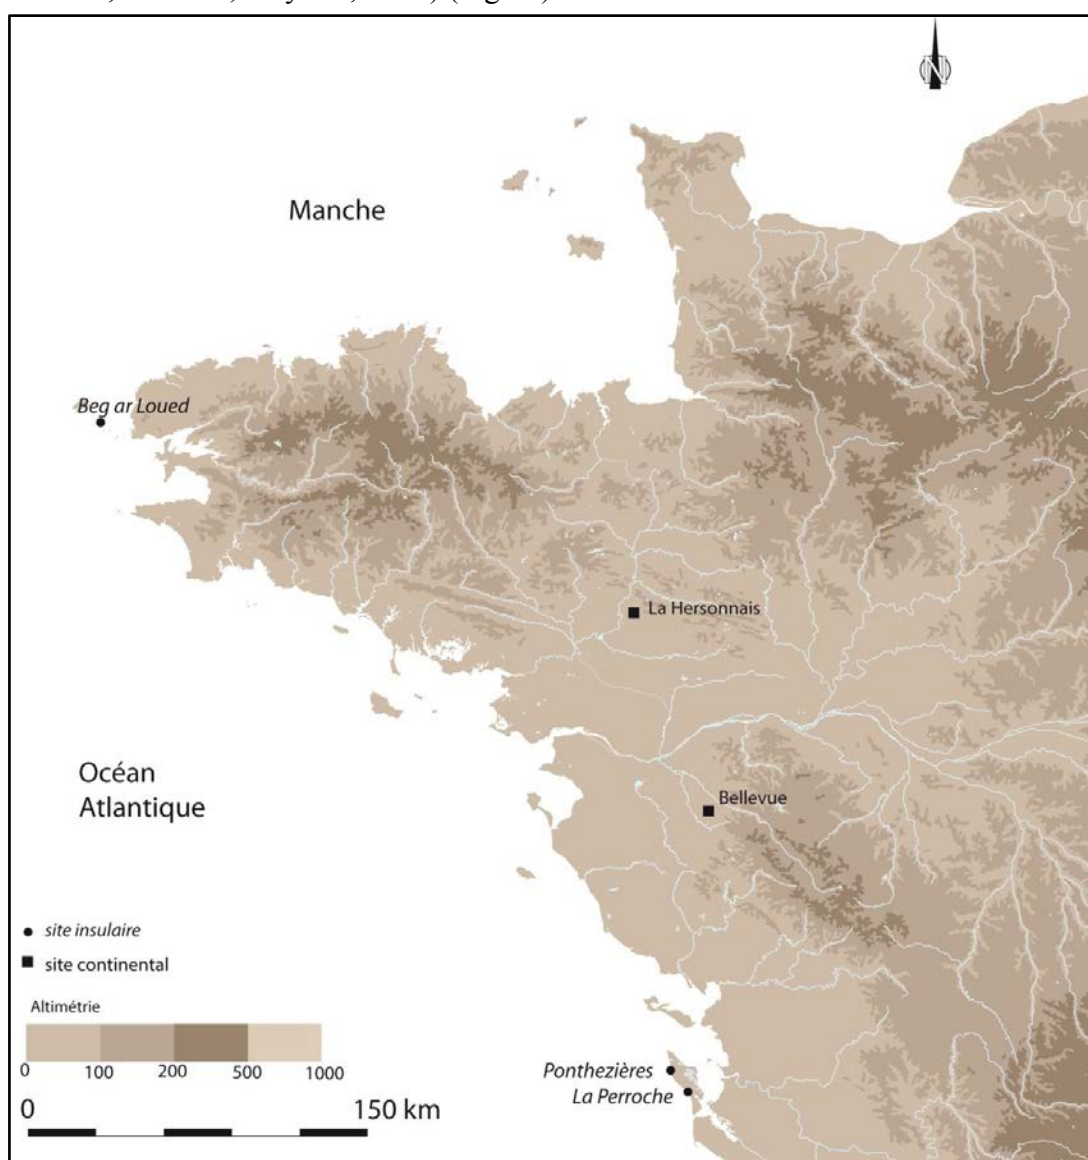 N
Manche
Beg ar Loued
La Hersonnais
Océan
Atlantique
Bellevue
site insulaire
site continental
Altimétrie
0 100 200 500 1000
Ponthezières
La Perroche
0 150 km